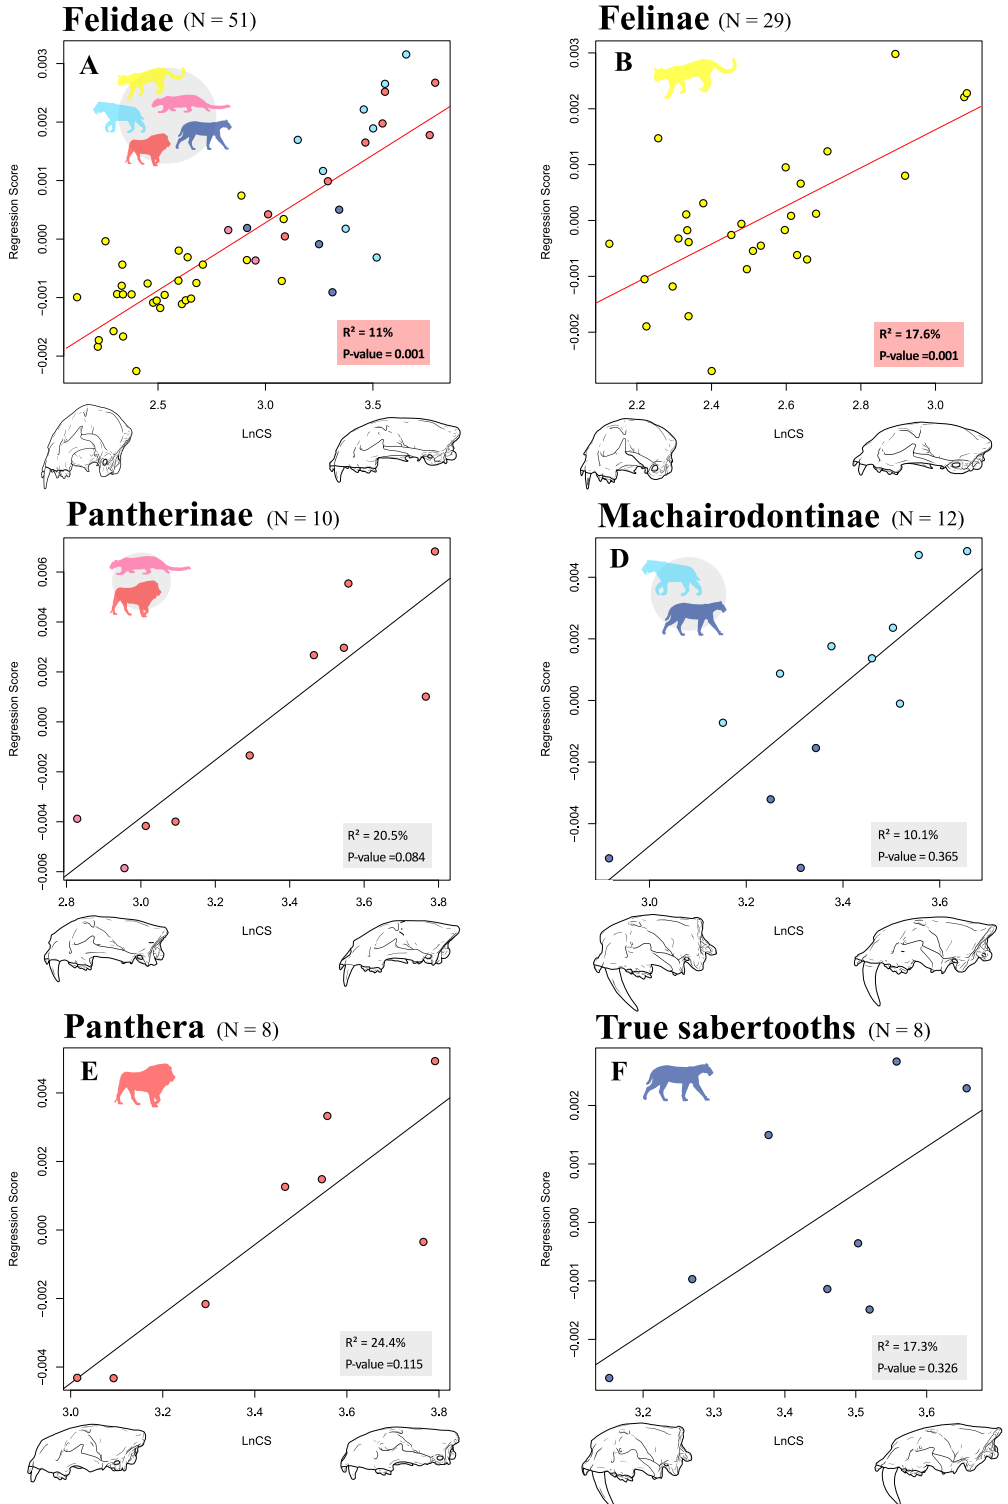 Felidae (N = 51)
A
Regression Score
0.003
0.002
0.001
0.000
−0.001
−0.002
R² = 11%
P-value = 0.001
2.5 3.0 3.5
LnCS
Felinae (N = 29)
B
Regression Score
0.003
0.002
0.001
0.000
−0.001
−0.002
R² = 17.6%
P-value =0.001
2.2 2.4 2.6 2.8 3.0
LnCS
Pantherinae (N = 10)
Regression Score
0.006
0.004
0.002
0.000
−0.002
−0.004
−0.006
R² = 20.5%
P-value =0.084
2.8 3.0 3.2 3.4 3.6 3.8
LnCS
Machairodontinae (N = 12)
D
Regression Score
0.004
0.002
0.000
−0.002
−0.004
R² = 10.1%
P-value = 0.365
3.0 3.2 3.4 3.6
LnCS
Panthera (N = 8)
E
Regression Score
0.004
0.002
0.000
−0.002
−0.004
R² = 24.4%
P-value =0.115
3.0 3.2 3.4 3.6 3.8
LnCS
True sabertooths (N = 8)
F
Regression Score
0.002
0.001
0.000
−0.001
−0.002
R² = 17.3%
P-value = 0.326
3.2 3.3 3.4 3.5 3.6
LnCS